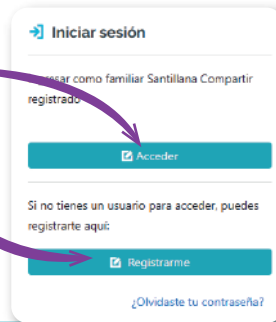 Iniciar sesión
como familiar Santillana Compartir
registrado
Acceder
Si no tienes un usuario para acceder, puedes
registrarte aquí:
Registrarme
¿Olvidaste tu contraseña?